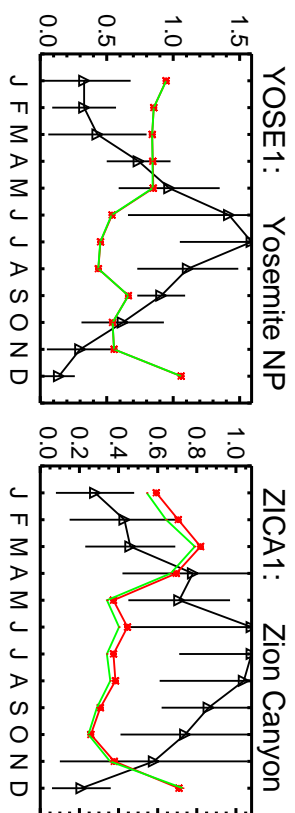 YOSE1: Yosemite NP
0.0 0.5 1.0 1.5
J F M A M J J A S O N D
ZICA1: Zion Canyon
0.0 0.2 0.4 0.6 0.8 1.0
J F M A M J J A S O N D